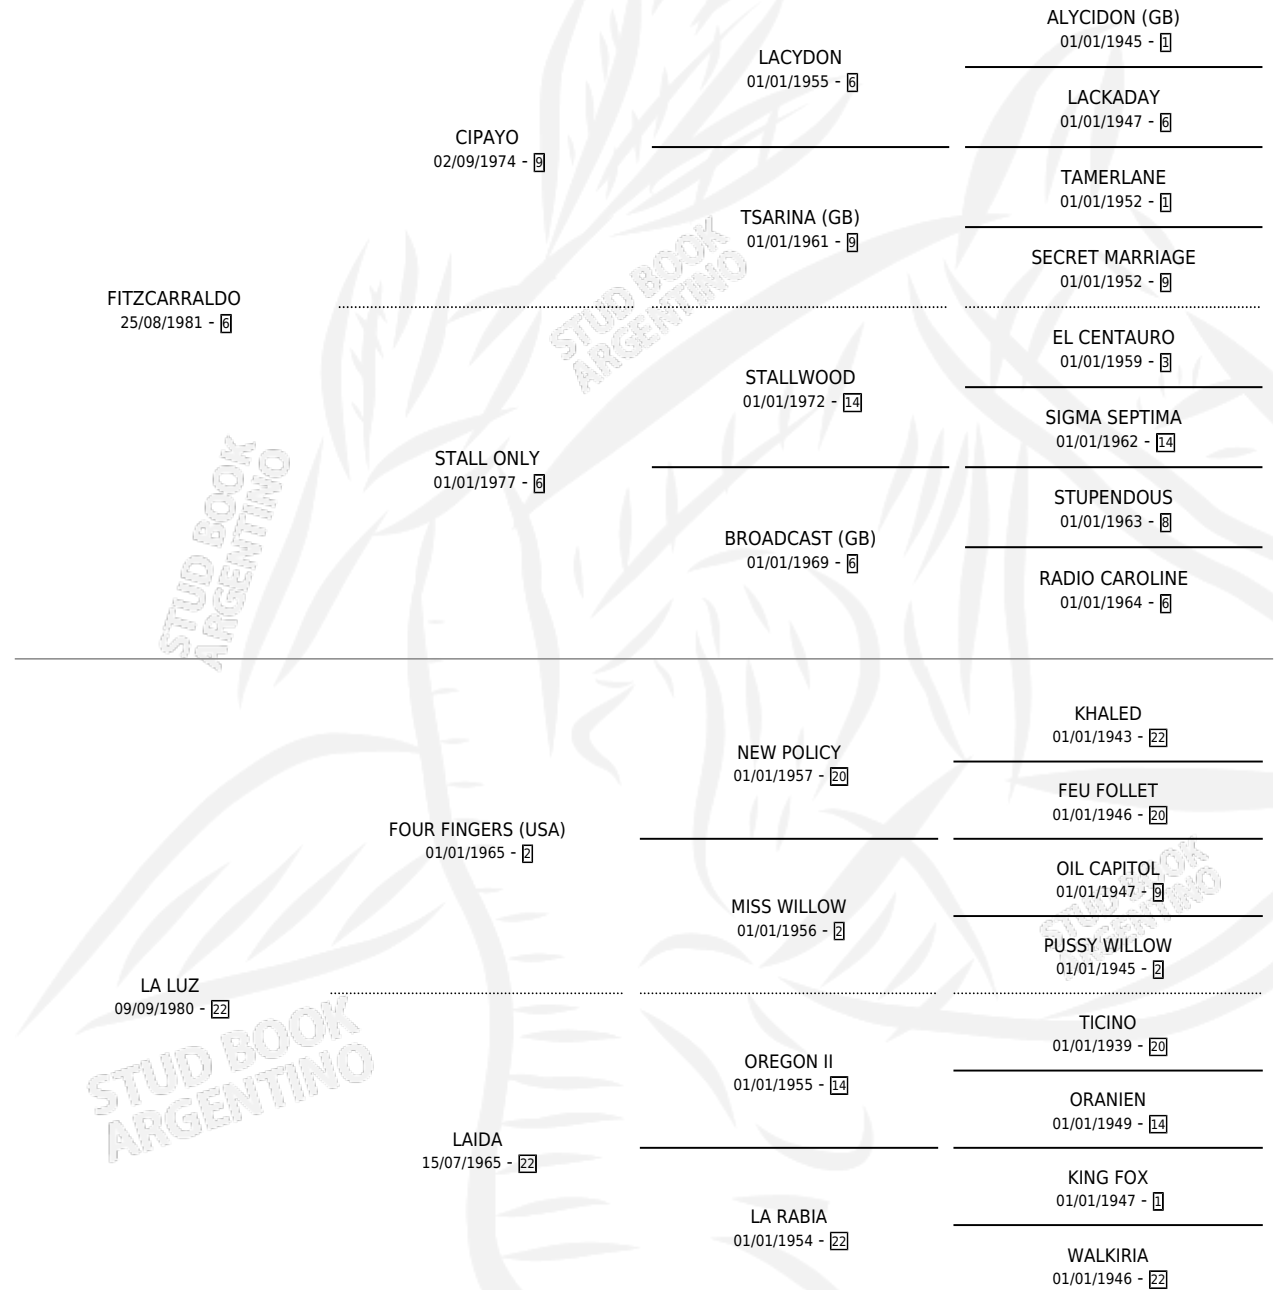 ALYCIDON (GB)
01/01/1945 - 1
LACYDON
01/01/1955 - 6
LACKADAY
01/01/1947 - 6
CIPAYO
02/09/1974 - 9
TAMERLANE
01/01/1952 - 1
TSARINA (GB)
01/01/1961 - 9
SECRET MARRIAGE
01/01/1952 - 9
FITZCARRALDO
25/08/1981 - 6
EL CENTAURO
01/01/1959 - 3
STALLWOOD
01/01/1972 - 14
SIGMA SEPTIMA
01/01/1962 - 14
STALL ONLY
01/01/1977 - 6
STUPENDOUS
01/01/1963 - 8
BROADCAST (GB)
01/01/1969 - 6
RADIO CAROLINE
01/01/1964 - 6
KHALED
01/01/1943 - 22
NEW POLICY
01/01/1957 - 20
FEU FOLLET
01/01/1946 - 20
FOUR FINGERS (USA)
01/01/1965 - 2
OIL CAPITOL
01/01/1947 - 9
MISS WILLOW
01/01/1956 - 2
PUSSY WILLOW
01/01/1945 - 2
LA LUZ
09/09/1980 - 22
TICINO
01/01/1939 - 20
OREGON II
01/01/1955 - 14
ORANIEN
01/01/1949 - 14
LAIDA
15/07/1965 - 22
KING FOX
01/01/1947 - 1
LA RABIA
01/01/1954 - 22
WALKIRIA
01/01/1946 - 22
STUD BOOK
ARGENTINO
STUD BOOK
ARGENTINO
STUD BOOK
ARGENTINO
STUD BOOK
ARGENTINO